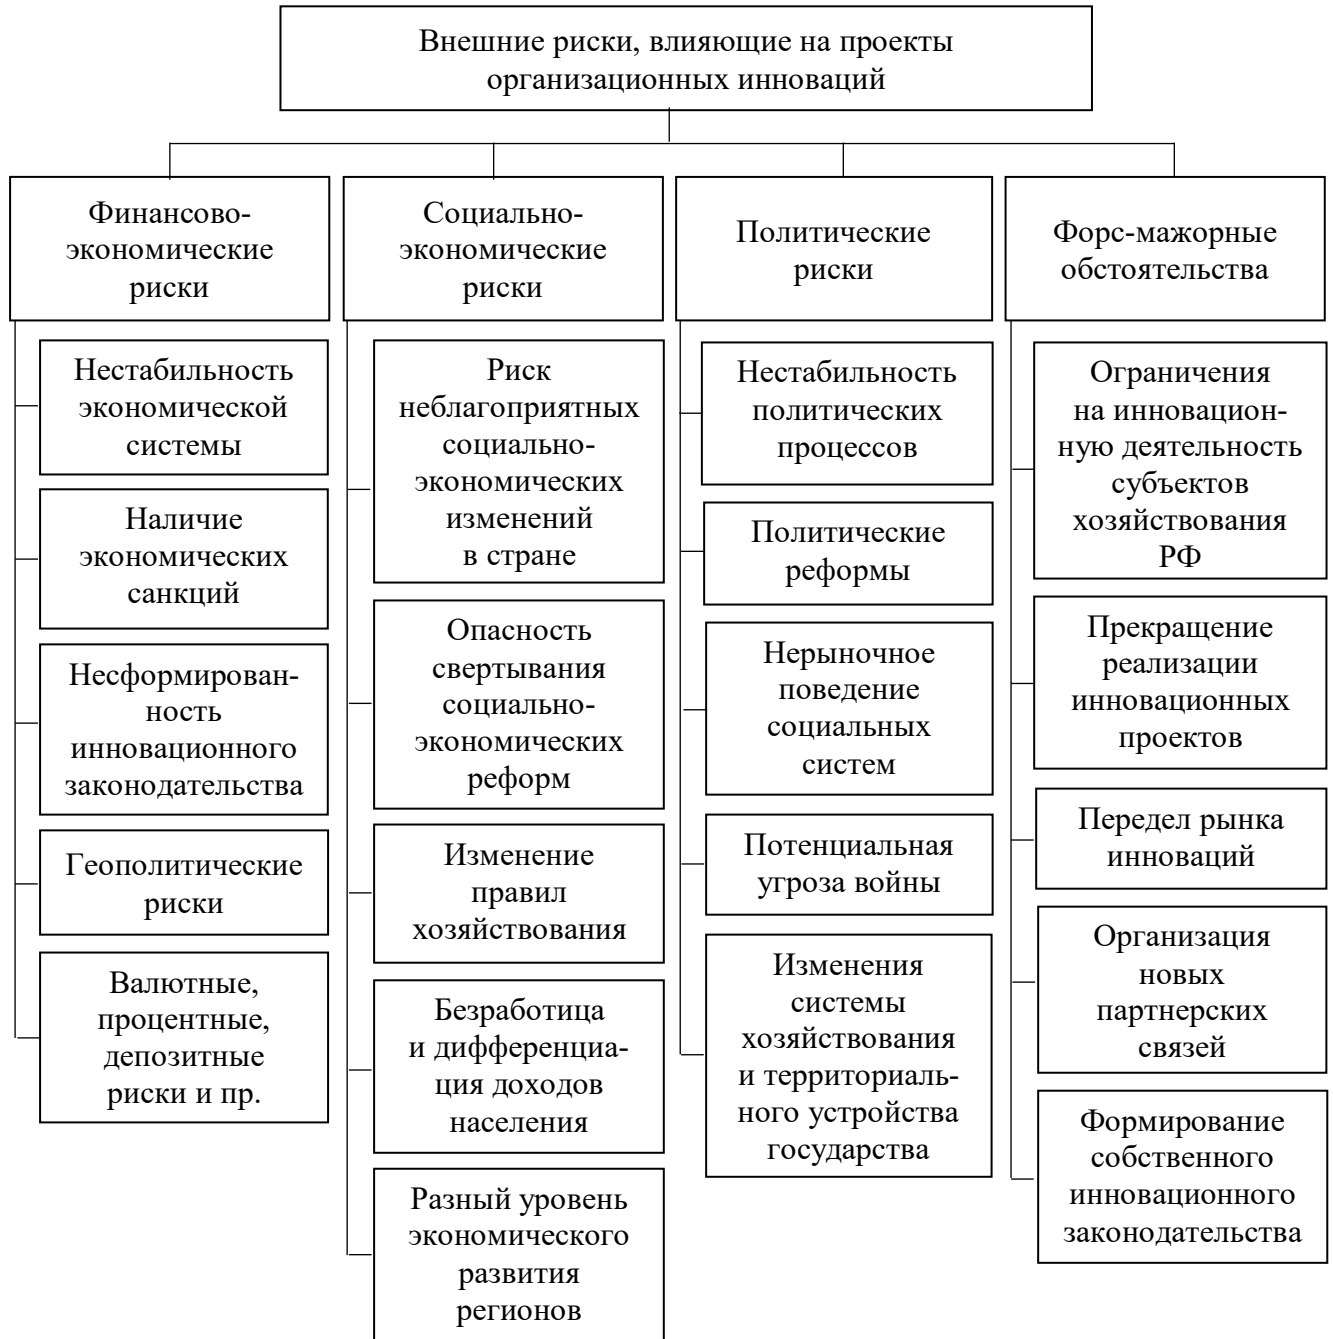 Внешние риски, влияющие на проекты
организационных инноваций
Финансово-
экономические
риски
Нестабильность
экономической
системы
Наличие
экономических
санкций
Несформирован-
ность
инновационного
законодательства
Геополитические
риски
Валютные,
процентные,
депозитные
риски и пр.
Социально-
экономические
риски
Риск
неблагоприятных
социально-
экономических
изменений
в стране
Опасность
свертывания
социально-
экономических
реформ
Изменение
правил
хозяйствования
Безработица
и дифференциа-
ция доходов
населения
Разный уровень
экономического
развития
регионов
Политические
риски
Нестабильность
политических
процессов
Политические
реформы
Нерыночное
поведение
социальных
систем
Потенциальная
угроза войны
Изменения
системы
хозяйствования
и территориаль-
ного устройства
государства
Форс-мажорные
обстоятельства
Ограничения
на инновацион-
ную деятельность
субъектов
хозяйствования
РФ
Прекращение
реализации
инновационных
проектов
Передел рынка
инноваций
Организация
новых
партнерских
связей
Формирование
собственного
инновационного
законодательства